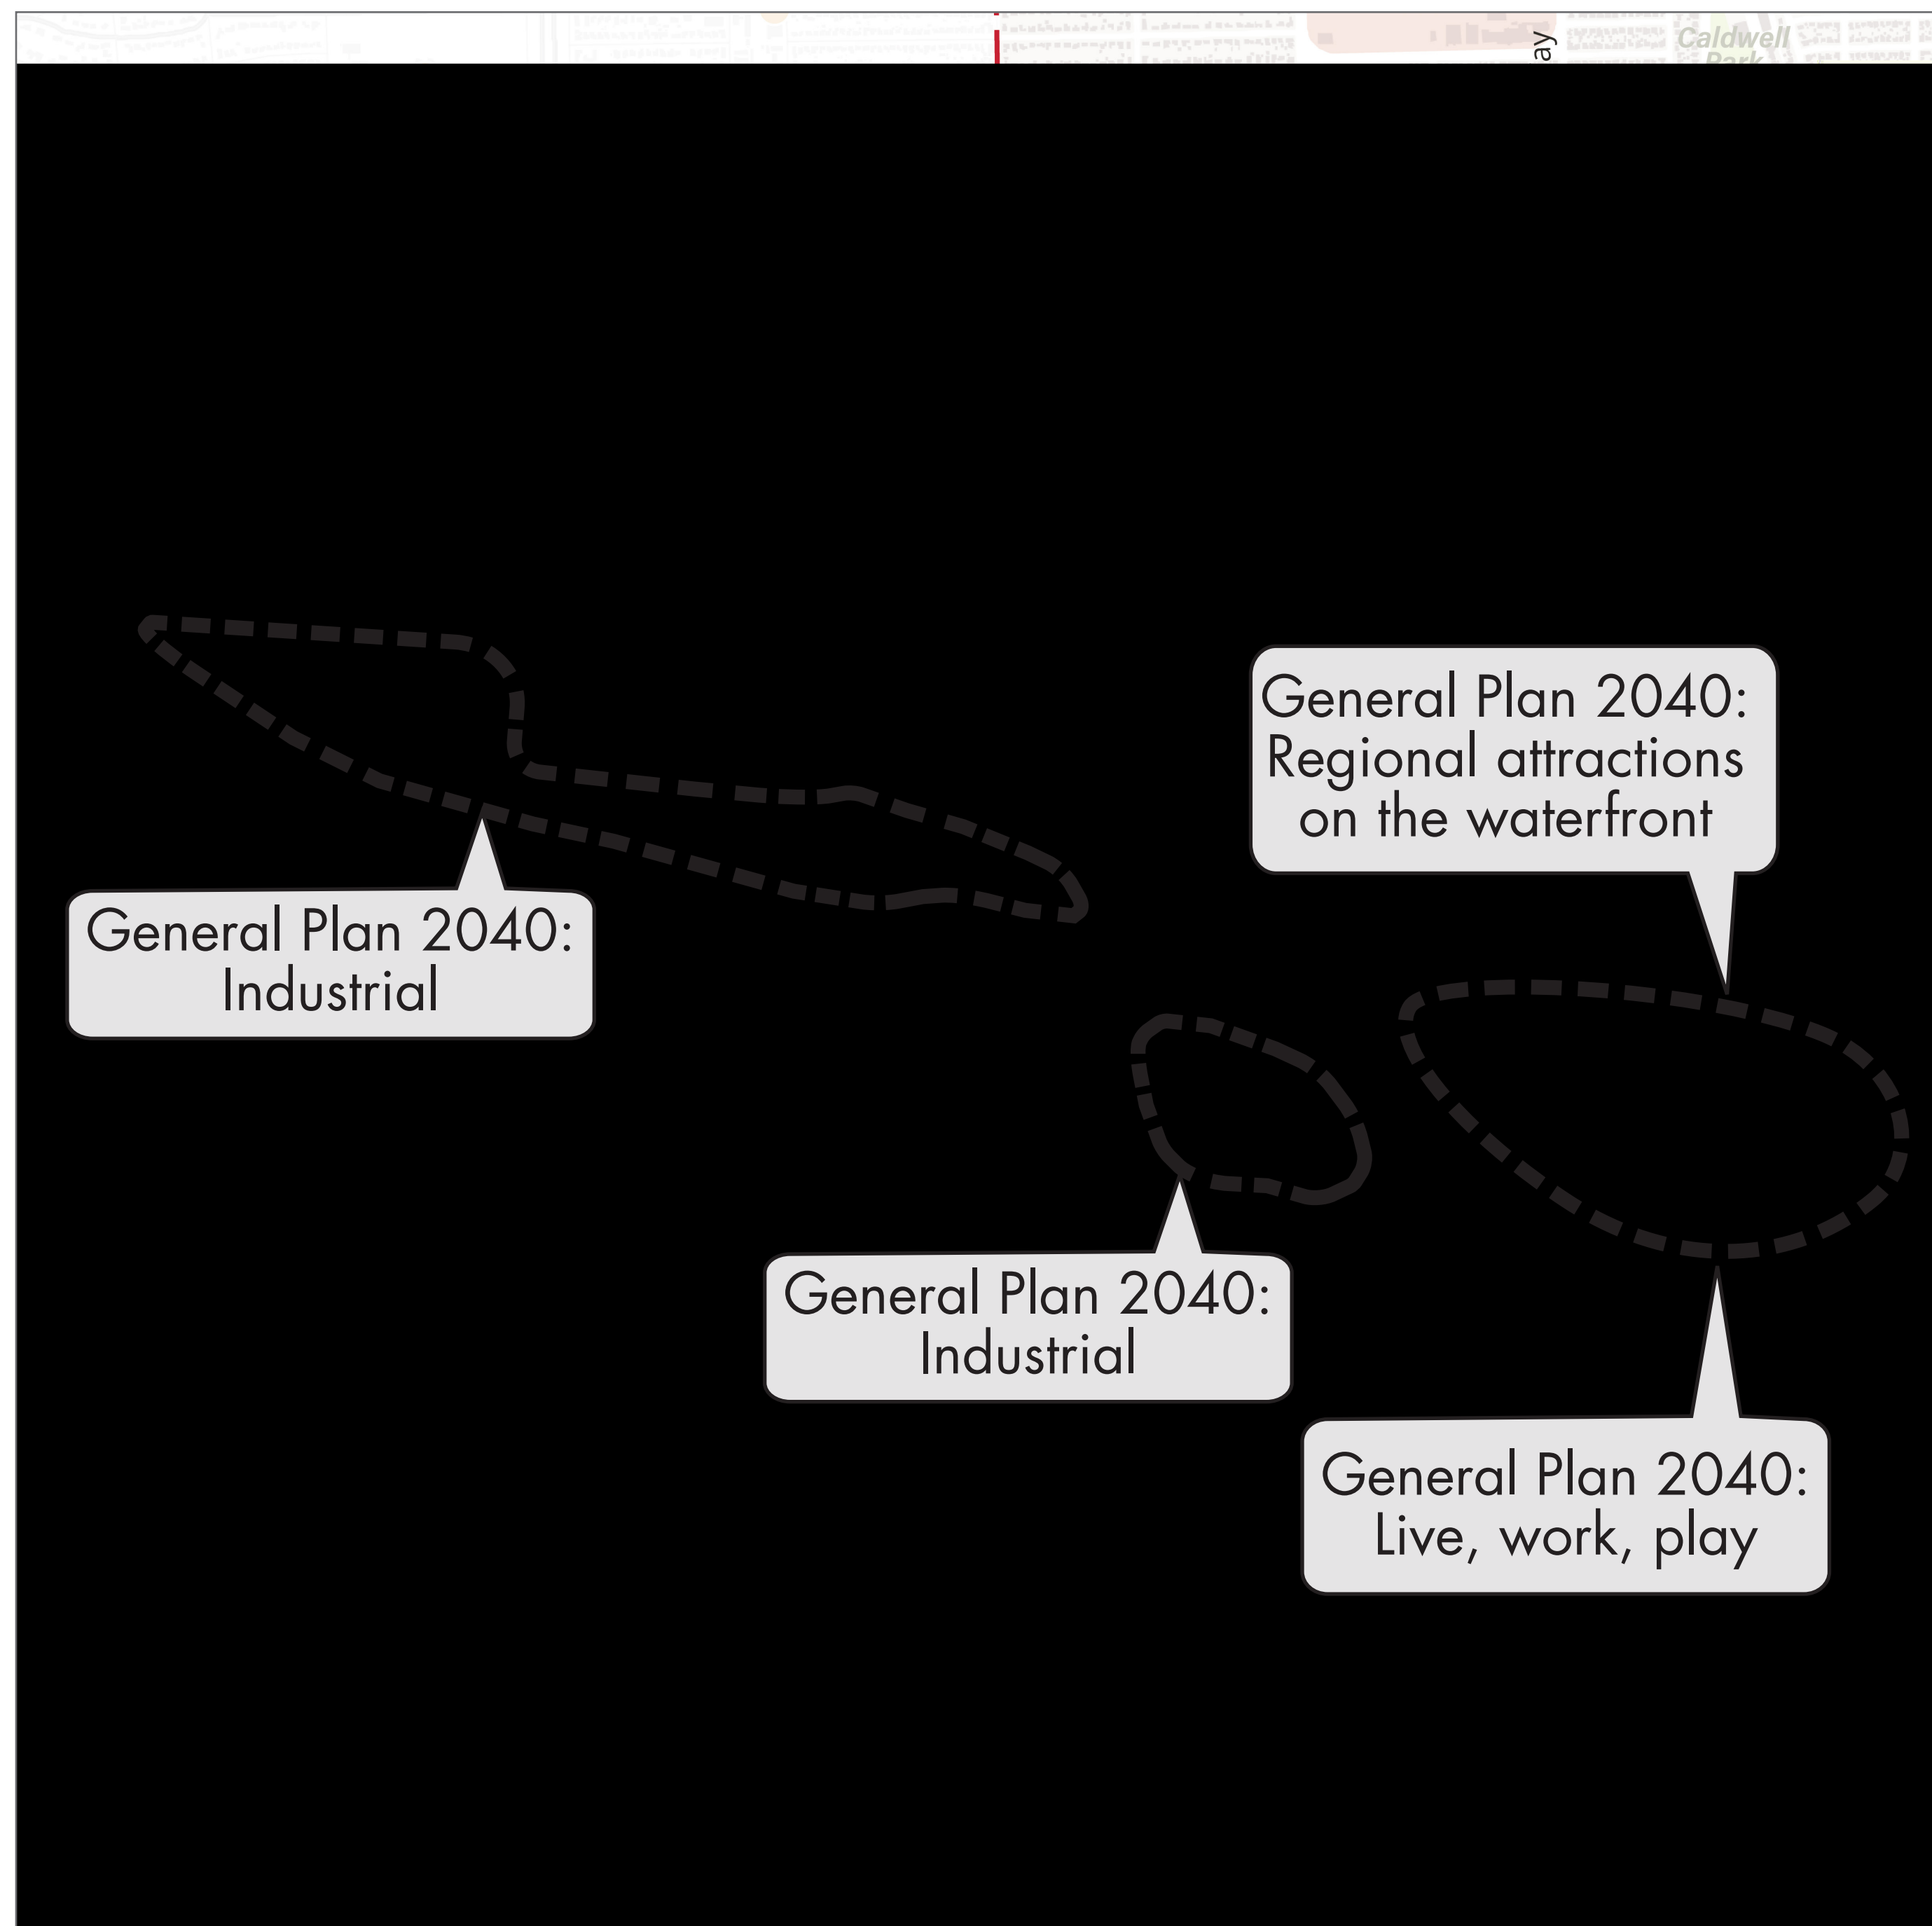 Caldwell
Park
ay
General Plan 2040:
Regional attractions
on the waterfront
General Plan 2040:
Industrial
General Plan 2040:
Industrial
General Plan 2040:
Live, work, play